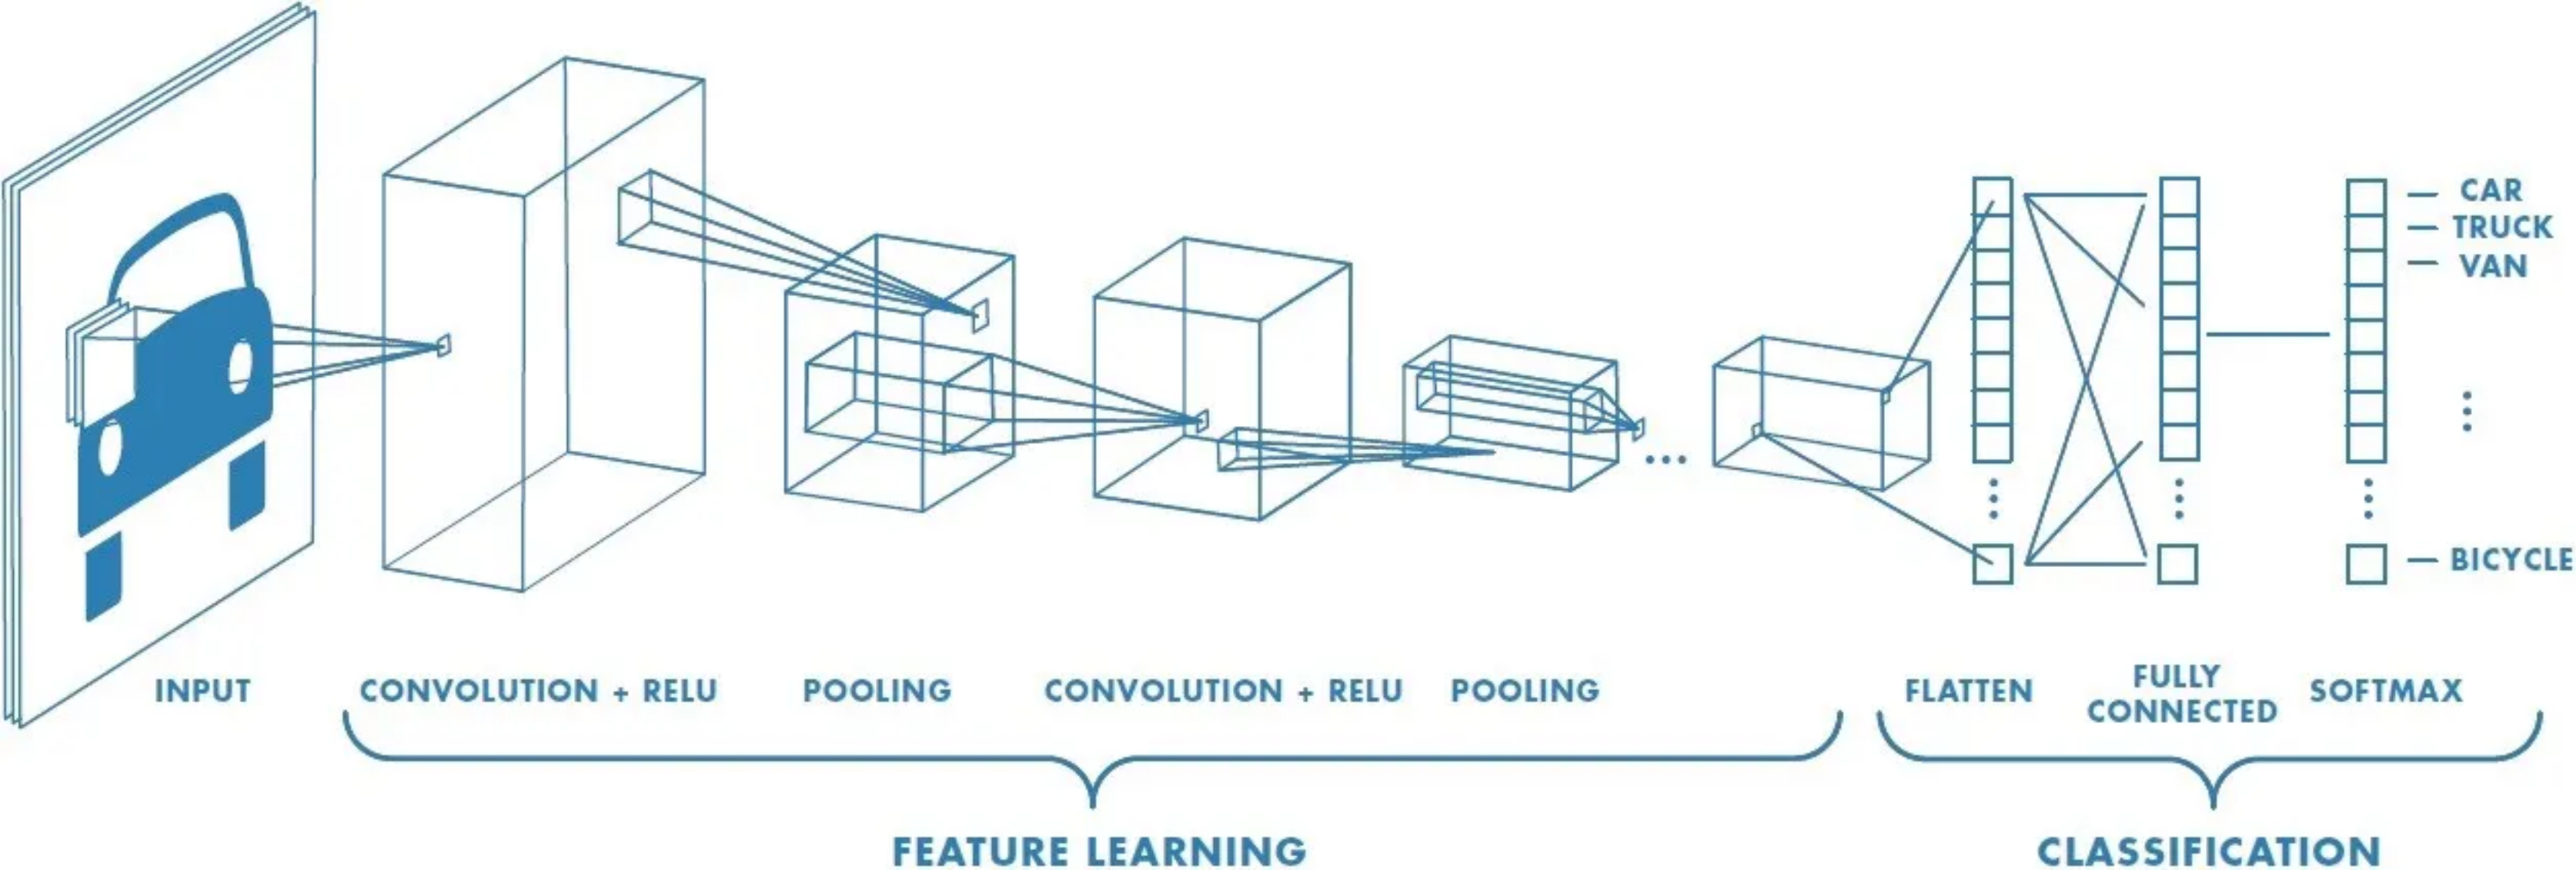 CAR
TRUCK
VAN
BICYCLE
INPUT
CONVOLUTION + RELU
POOLING
CONVOLUTION + RELU
POOLING
FLATTEN
FULLY
CONNECTED
SOFTMAX
FEATURE LEARNING
CLASSIFICATION